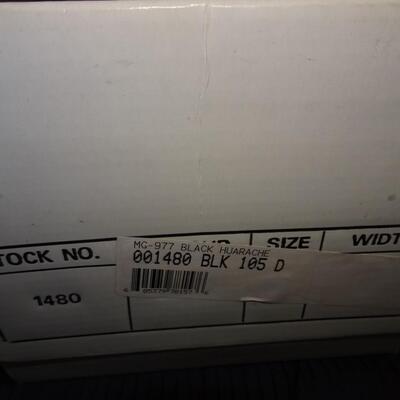 TOCK NO.
SIZE
WIDT
MG-977 BLACK HUARACHE
001480 BLK 105 D
1480